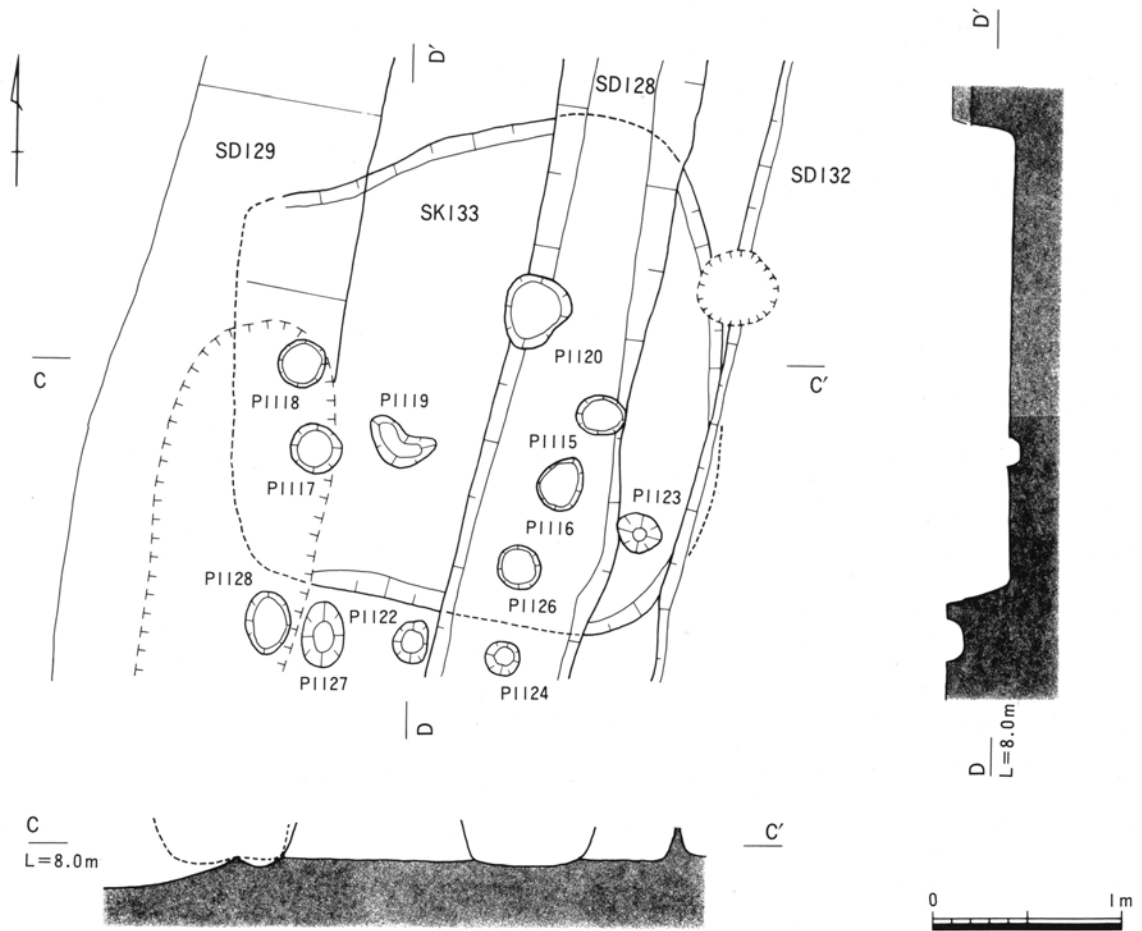 D'
D'
SD128
SD129
SD132
SK133
C
P1120
C'
P1118
P1119
P1115
P1117
P1123
P1116
P1128
P1122
P1126
P1127
P1124
D
D
L=8.0m
C
C'
L=8.0m
0 1m